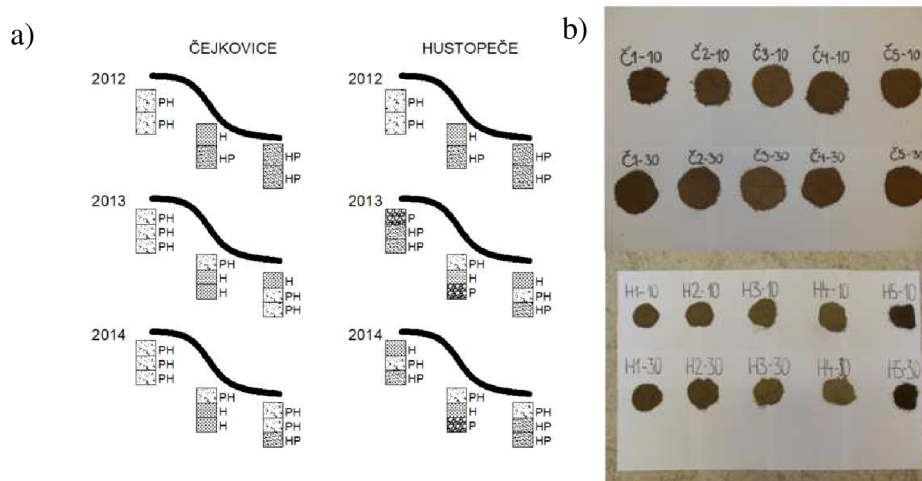 a)
ČEJKOVICE
2012
PH
PH
H
HP
HP
HP
2013
PH
PH
PH
PH
H
H
H
PH
PH
2014
PH
PH
PH
PH
H
H
PH
PH
HP
HUSTOPEČE
2012
PH
PH
H
HP
HP
HP
2013
P
HP
HP
PH
H
P
H
PH
HP
2014
H
PH
HP
PH
H
P
PH
HP
HP
b)
Č1-10 Č2-10 Č3-10 Č4-10 Č5-10
Č1-30 Č2-30 Č3-30 Č4-30 Č5-30
H1-10 H2-10 H3-10 H4-10 H5-10
H1-30 H2-30 H3-30 H4-30 H5-30